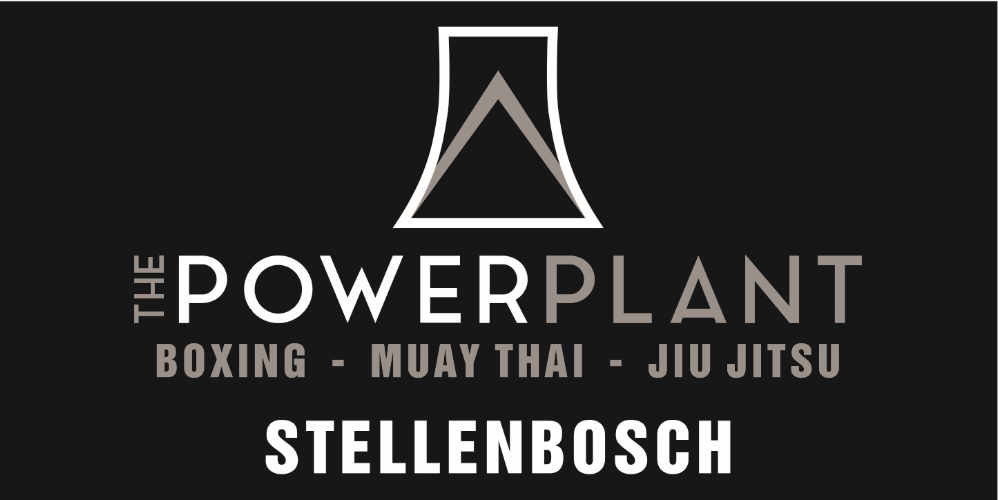 THE POWERPLANT
BOXING - MUAY THAI - JIU JITSU
STELLENBOSCH